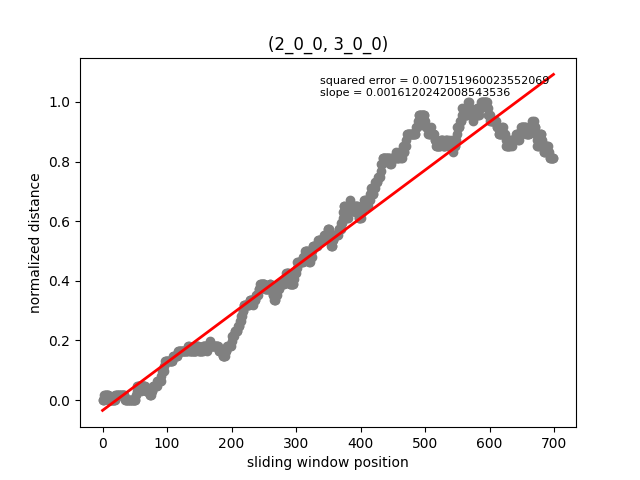 (2_0_0, 3_0_0)
squared error = 0.007151960023552069
slope = 0.0016120242008543536
1.0
0.8
0.6
0.4
0.2
0.0
normalized distance
0 100 200 300 400 500 600 700
sliding window position